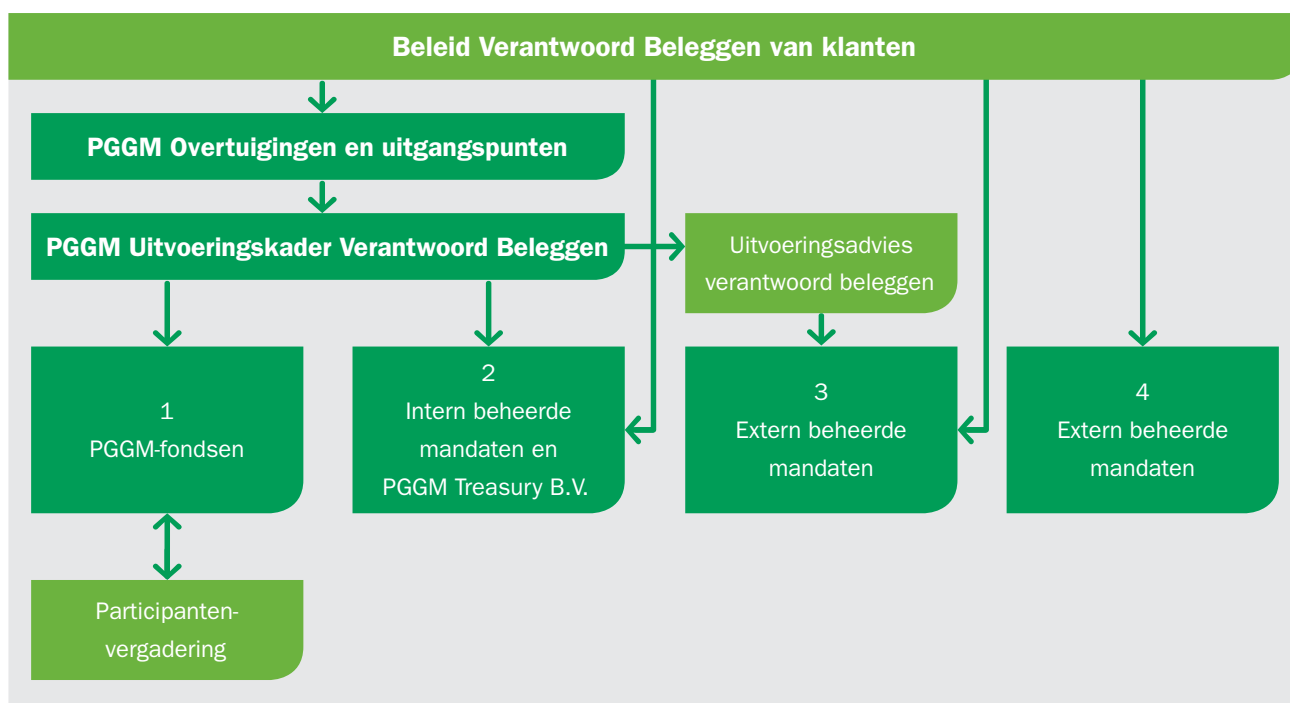 Beleid Verantwoord Beleggen van klanten
PGGM Overtuigingen en uitgangspunten
PGGM Uitvoeringskader Verantwoord Beleggen
Uitvoeringsadvies
verantwoord beleggen
1
PGGM-fondsen
2
Intern beheerde
mandaten en
PGGM Treasury B.V.
3
Extern beheerde
mandaten
4
Extern beheerde
mandaten
Participanten-
vergadering